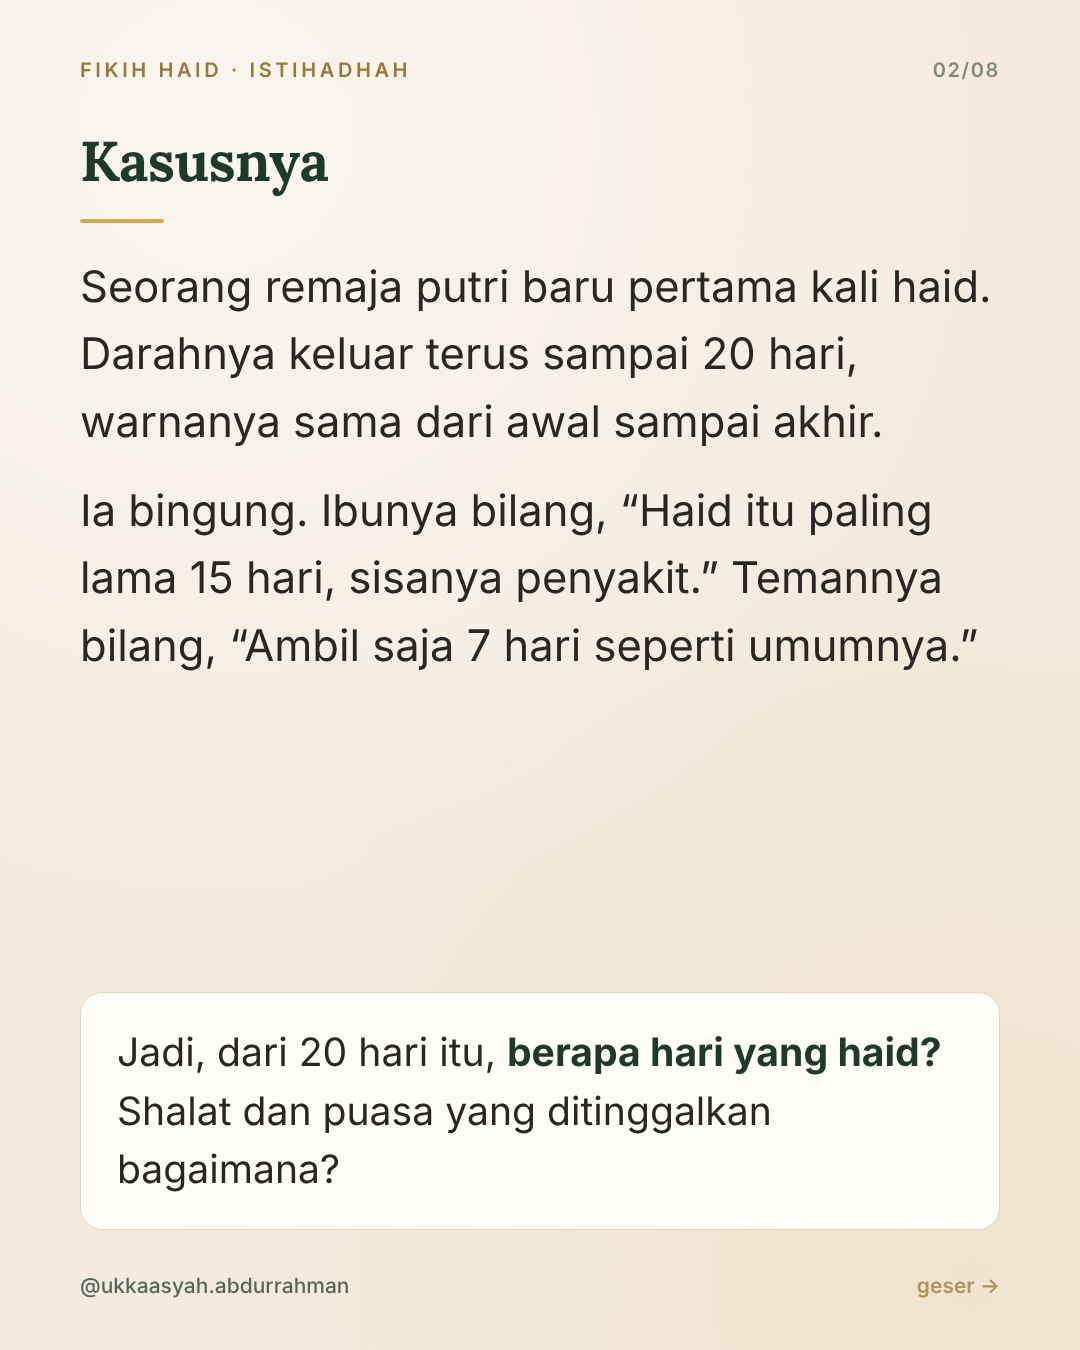 FIKIH HAID · ISTIHADHAH
02/08
Kasusnya
Seorang remaja putri baru pertama kali haid.
Darahnya keluar terus sampai 20 hari,
warnanya sama dari awal sampai akhir.
Ia bingung. Ibunya bilang, “Haid itu paling
lama 15 hari, sisanya penyakit.” Temannya
bilang, “Ambil saja 7 hari seperti umumnya.”
Jadi, dari 20 hari itu, berapa hari yang haid?
Shalat dan puasa yang ditinggalkan
bagaimana?
@ukkaasyah.abdurrahman
geser →